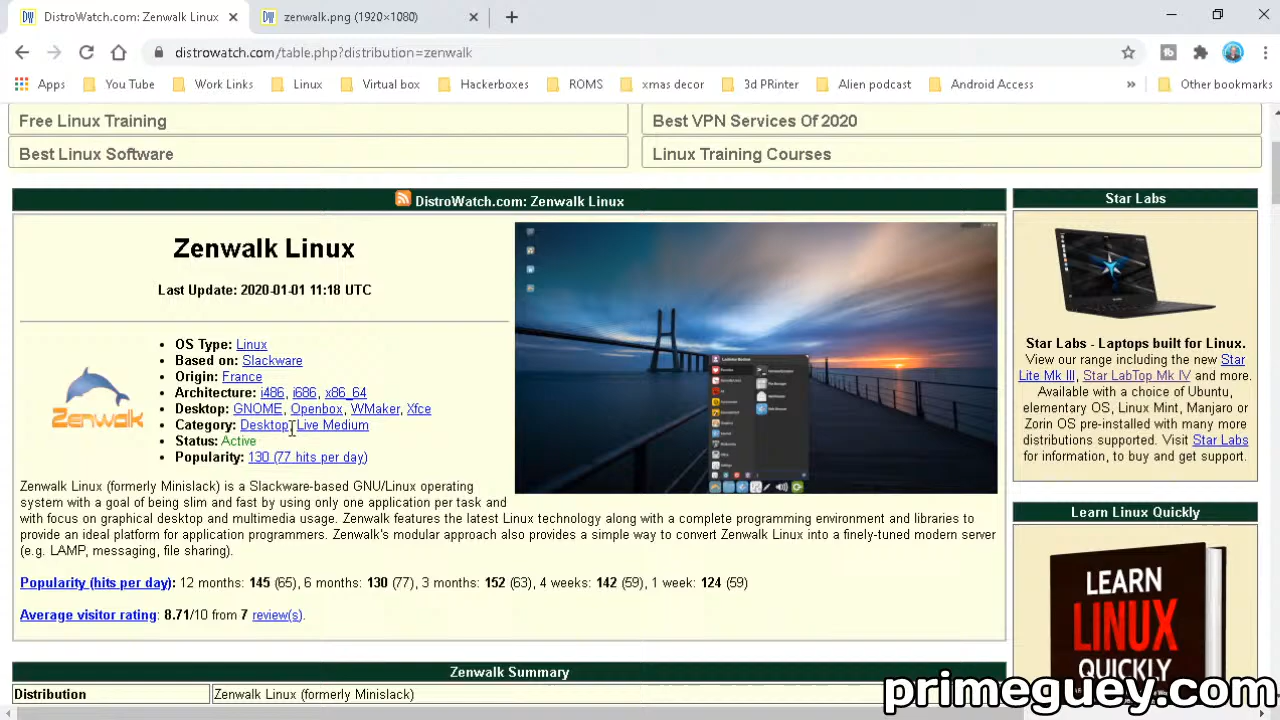 DistroWatch.com: Zenwalk Linux
zenwalk.png (1920×1080)
distrowatch.com/table.php?distribution=zenwalk
Apps You Tube Work Links Linux Virtual box Hackerboxes ROMS xmas decor 3d PRinter Alien podcast Android Access » Other bookmarks
Free Linux Training
Best VPN Services Of 2020
Best Linux Software
Linux Training Courses
DistroWatch.com: Zenwalk Linux
Zenwalk Linux
Last Update: 2020-01-01 11:18 UTC
Zenwalk
• OS Type: Linux
• Based on: Slackware
• Origin: France
• Architecture: i486, i686, x86_64
• Desktop: GNOME, Openbox, WMaker, Xfce
• Category: Desktop, Live Medium
• Status: Active
• Popularity: 130 (77 hits per day)
Zenwalk Linux (formerly Minislack) is a Slackware-based GNU/Linux operating
system with a goal of being slim and fast by using only one application per task and
with focus on graphical desktop and multimedia usage. Zenwalk features the latest Linux technology along with a complete programming environment and libraries to
provide an ideal platform for application programmers. Zenwalk's modular approach also provides a simple way to convert Zenwalk Linux into a finely-tuned modern server
(e.g. LAMP, messaging, file sharing).
Popularity (hits per day): 12 months: 145 (65), 6 months: 130 (77), 3 months: 152 (63), 4 weeks: 142 (59), 1 week: 124 (59)
Average visitor rating: 8.71/10 from 7 review(s).
Zenwalk Summary
Distribution Zenwalk Linux (formerly Minislack)
Star Labs
Star Labs - Laptops built for Linux.
View our range including the new Star
Lite Mk III, Star LabTop Mk IV and more.
Available with a choice of Ubuntu,
elementary OS, Linux Mint, Manjaro or
Zorin OS pre-installed with many more
distributions supported. Visit Star Labs
for information, to buy and get support.
Learn Linux Quickly
LEARN
LINUX
QUICKLY
primeguey.com